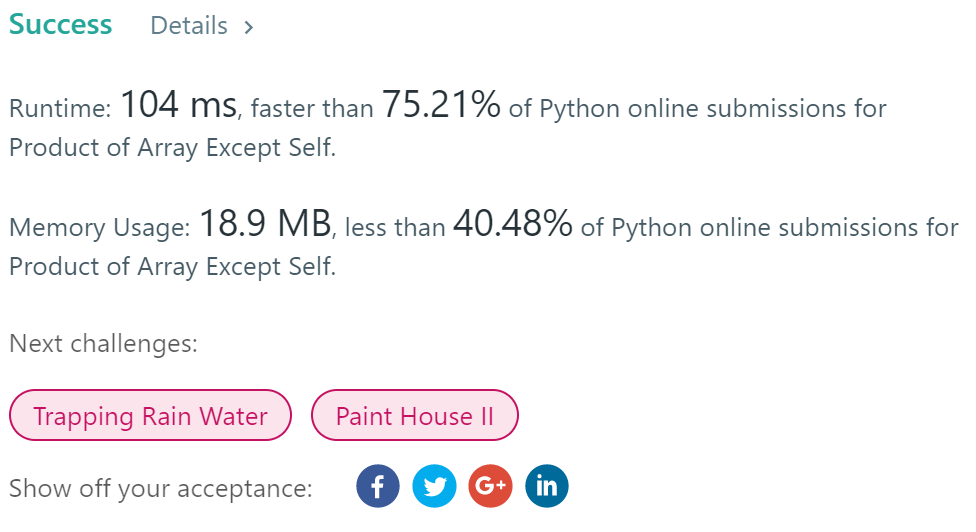 Success Details >
Runtime: 104 ms, faster than 75.21% of Python online submissions for
Product of Array Except Self.
Memory Usage: 18.9 MB, less than 40.48% of Python online submissions for
Product of Array Except Self.
Next challenges:
Trapping Rain Water Paint House II
Show off your acceptance: f G+ in